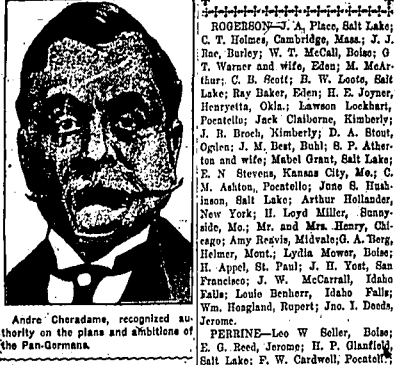 Andre Cheradame, recognized au-
thority on the plans and ambitions of
the Pan-Germans.
ROGERSON—J. A. Place, Salt Lake;
C. T. Holmes, Cambridge, Mass.; J. J.
Rae, Burley; W. T. McCall, Boise; G
T. Warner and wife, Eden; M. McAr-
thur; C. B. Scott; B. W. Loots, Salt
Lake; Ray Baker, Eden; H. E. Joyner,
Henryetta, Okla.; Lawson Lockhart,
Pocatello; Jack Claiborne, Kimberly;
J. R. Broch, Kimberly; D. A. Stout,
Ogden; J. M. Best, Buhl; S. P. Ather-
ton and wife; Mabel Grant, Salt Lake;
E. N Stevens, Kansas City, Mo.; C.
M. Ashton, Pocatello; June S. Hush-
inson, Salt Lake; Arthur Hollander,
New York; H. Loyd Miller, Sunny-
side, Mo.; Mr. and Mrs. Henry, Chi-
cago; Amy Reavis, Midvale; G. A. Berg,
Helmer, Mont.; Lydia Mower, Boise;
H. Appel, St. Paul; J. H. Yost, San
Francisco; J. W. McCarrall, Idaho
Falls; Louie Benherr, Idaho Falls;
Wm. Hoagland, Rupert; Jno. I. Deeds,
Jerome.
PERRINE—Leo W Seller, Boise;
E. G. Reed, Jerome; H. P. Glanfield,
Salt Lake; F. W. Cardwell, Pocatello;